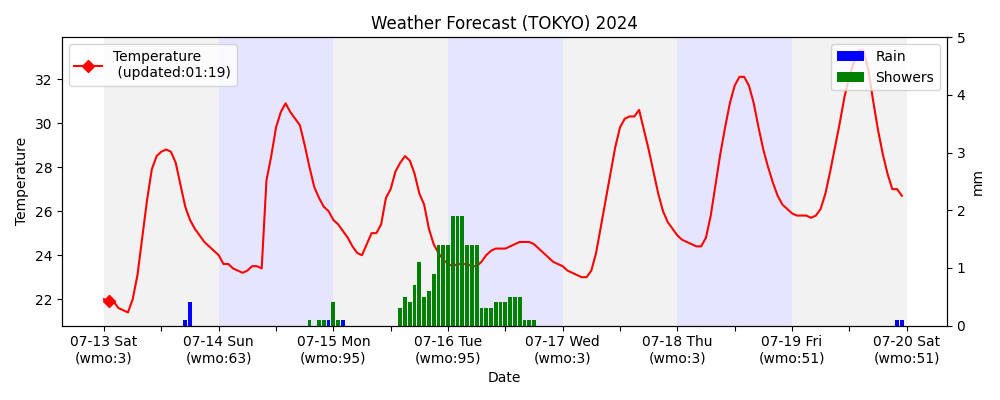 Weather Forecast (TOKYO) 2024
Temperature
(updated:01:19)
Rain
Showers
Temperature
32
30
28
26
24
22
5
4
3
2
1
0
mm
07-13 Sat
(wmo:3)
07-14 Sun
(wmo:63)
07-15 Mon
(wmo:95)
07-16 Tue
(wmo:95)
07-17 Wed
(wmo:3)
07-18 Thu
(wmo:3)
07-19 Fri
(wmo:51)
07-20 Sat
(wmo:51)
Date